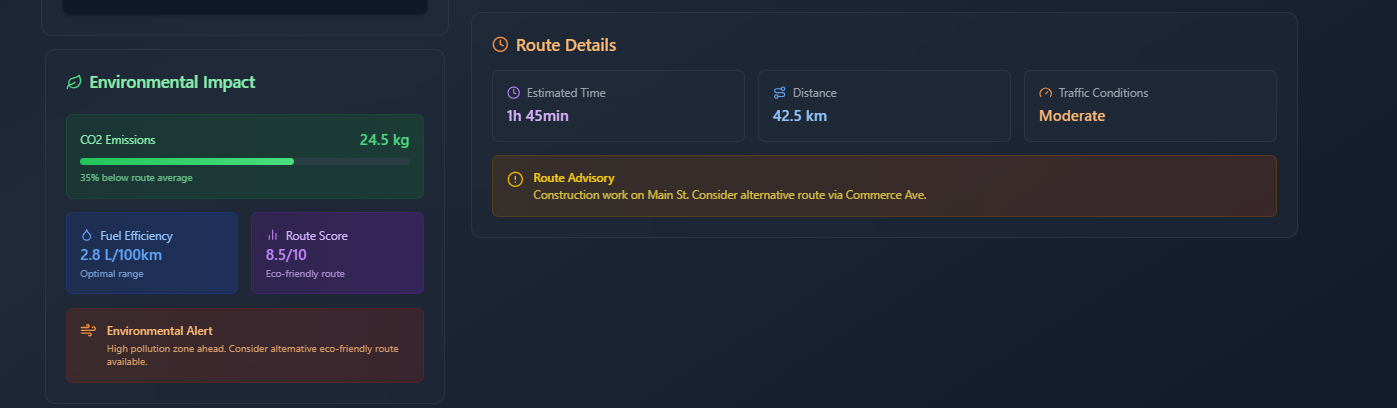 Environmental Impact
CO2 Emissions
24.5 kg
35% below route average
Fuel Efficiency
2.8 L/100km
Optimal range
Route Score
8.5/10
Eco-friendly route
Environmental Alert
High pollution zone ahead. Consider alternative eco-friendly route
available.
Route Details
Estimated Time
1h 45min
Distance
42.5 km
Traffic Conditions
Moderate
Route Advisory
Construction work on Main St. Consider alternative route via Commerce Ave.